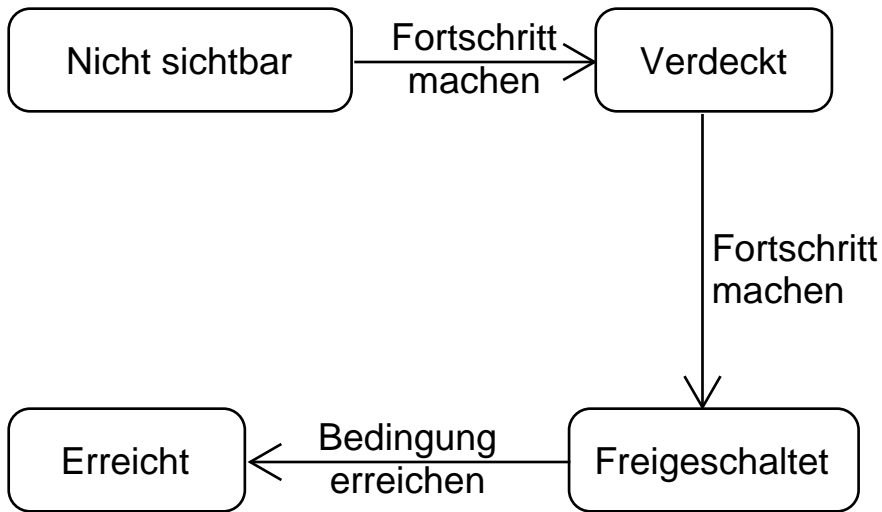 Nicht sichtbar
Fortschritt
machen
Verdeckt
Fortschritt
machen
Erreicht
Bedingung
erreichen
Freigeschaltet